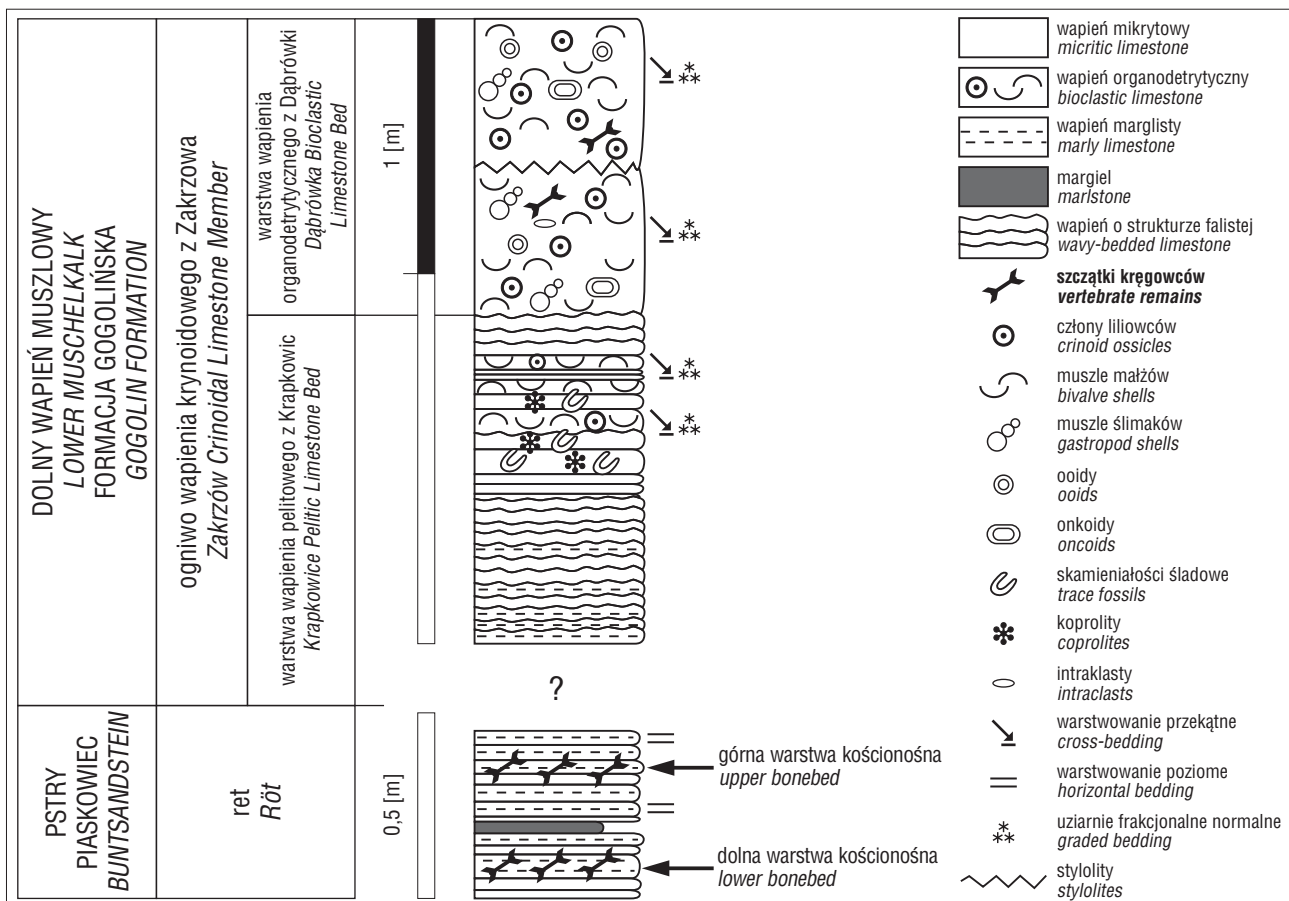 DOLNY WAPIEŃ MUSZLOWY
LOWER MUSCHELKALK
FORMACJA GOGOLIŃSKA
GOGOLIN FORMATION
ogniwo wapienia krynoidowego z Zakrzowa
Zakrzów Crinoidal Limestone Member
warstwa wapienia
organodetrytycznego z Dąbrówki
Dąbrówka Bioclastic
Limestone Bed
warstwa wapienia pelitowego z Krapkowic
Krapkowice Pelitic Limestone Bed
1 [m]
?
PSTRY
PIASKOWIEC
BUNTSANDSTEIN
ret
Röt
0,5 [m]
górna warstwa kościonośna
upper bonebed
dolna warstwa kościonośna
lower bonebed
wapień mikrytowy
micritic limestone
wapień organodetrytyczny
bioclastic limestone
wapień marglisty
marly limestone
margiel
marlstone
wapień o strukturze falistej
wavy-bedded limestone
szczątki kręgowców
vertebrate remains
człony liliowców
crinoid ossicles
muszle małżów
bivalve shells
muszle ślimaków
gastropod shells
ooidy
ooids
onkoidy
oncoids
skamieniałości śladowe
trace fossils
koprolity
coprolites
intraklasty
intraclasts
warstwowanie przekątne
cross-bedding
warstwowanie poziome
horizontal bedding
uziarnie frakcjonalne normalne
graded bedding
stylolity
stylolites